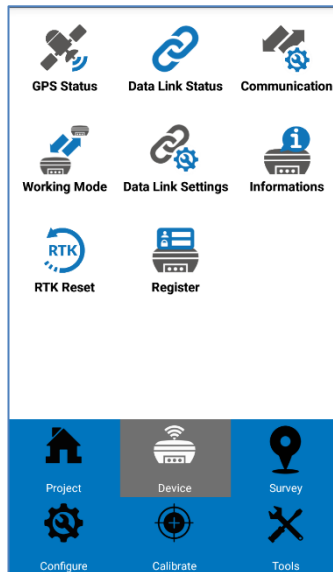 GPS Status
Data Link Status
Communication
Working Mode
Data Link Settings
i
Informations
RTK
RTK Reset
Register
Project
Device
Survey
Configure
Calibrate
Tools